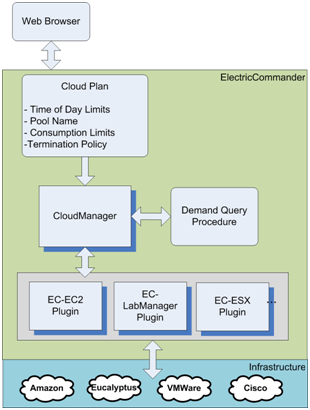 Web Browser
ElectricCommander
Cloud Plan
- Time of Day Limits
- Pool Name
- Consumption Limits
-Termination Policy
CloudManager
Demand Query
Procedure
EC-EC2
Plugin
EC-
LabManager
Plugin
EC-ESX
Plugin
...
Infrastructure
Amazon
Eucalyptus
VMWare
Cisco